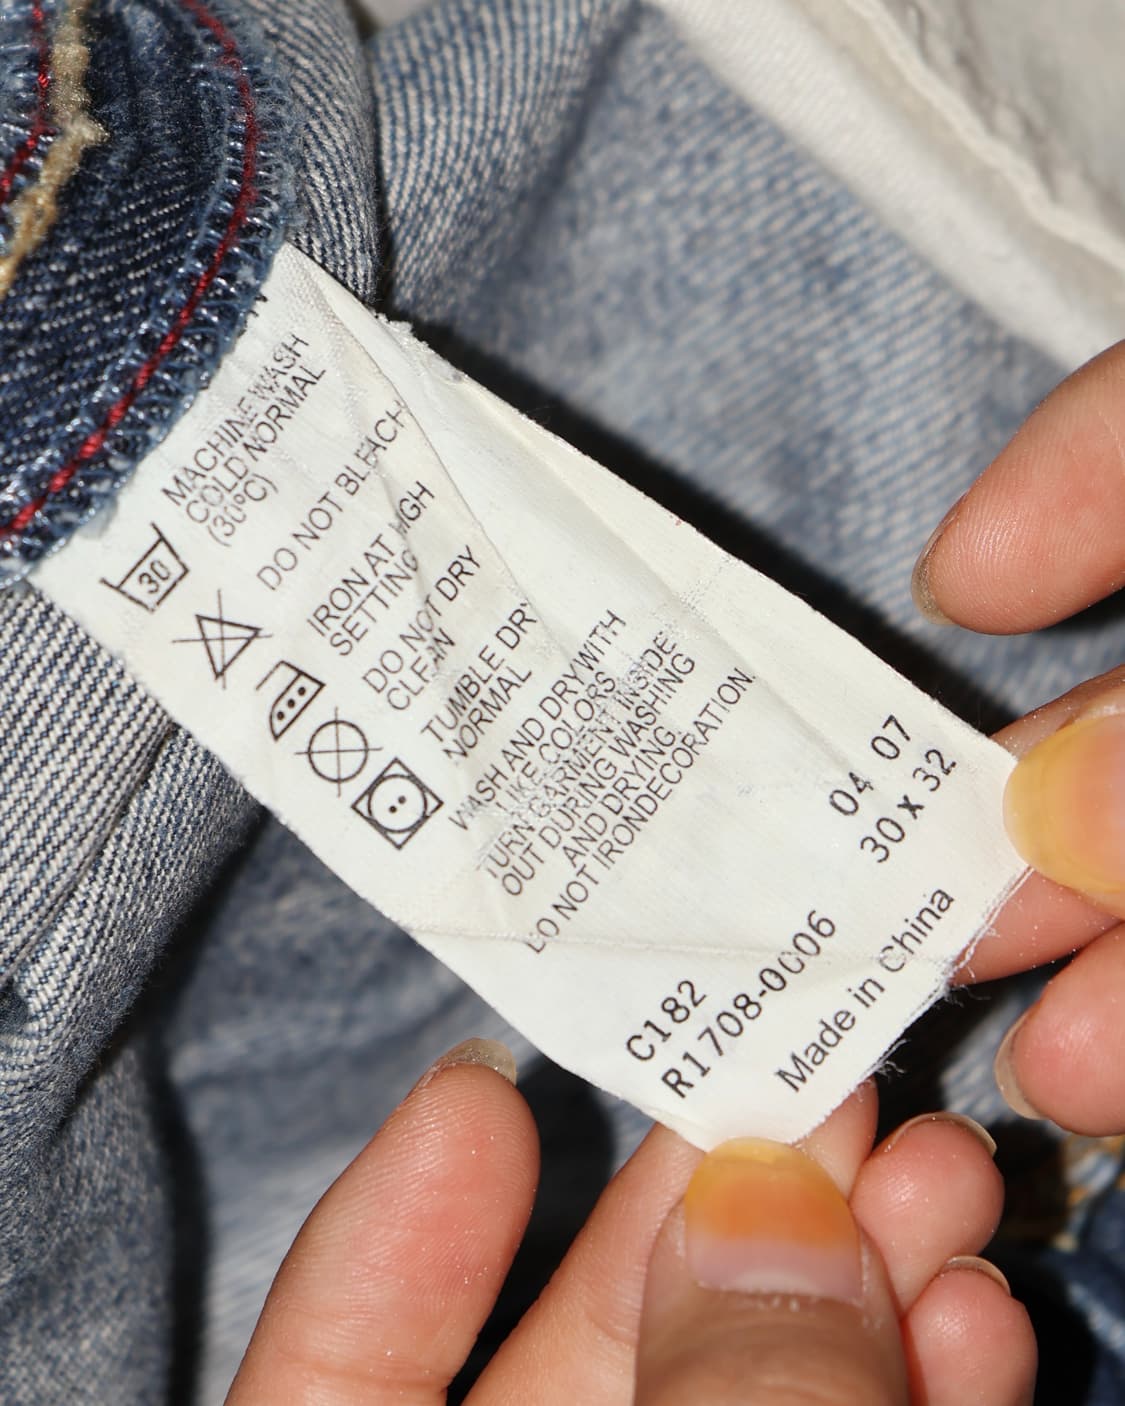 MACHINE WASH
COLD NORMAL
(30°C)
30
DO NOT BLEACH
IRON AT HIGH
SETTING
DO NOT DRY
CLEAN
TUMBLE DRY
NORMAL
WASH AND DRY WITH
LIKE COLORS
TURN GARMENT INSIDE
OUT DURING WASHING
AND DRYING.
DO NOT IRONDECORATION.
04 07
30 x 32
C182
R1708-0006
Made in China